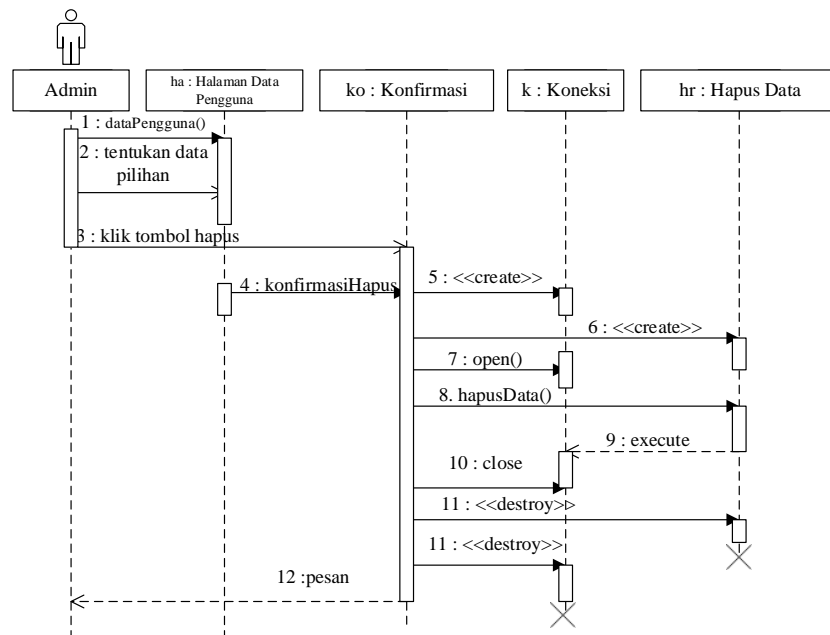 Admin
ha : Halaman Data
Pengguna
ko : Konfirmasi
k : Koneksi
hr : Hapus Data
1 : dataPengguna()
2 : tentukan data
pilihan
3 : klik tombol hapus
4 : konfirmasiHapus
5 : <<create>>
6 : <<create>>
7 : open()
8. hapusData()
9 : execute
10 : close
11 : <<destroy>>
11 : <<destroy>>
12 :pesan